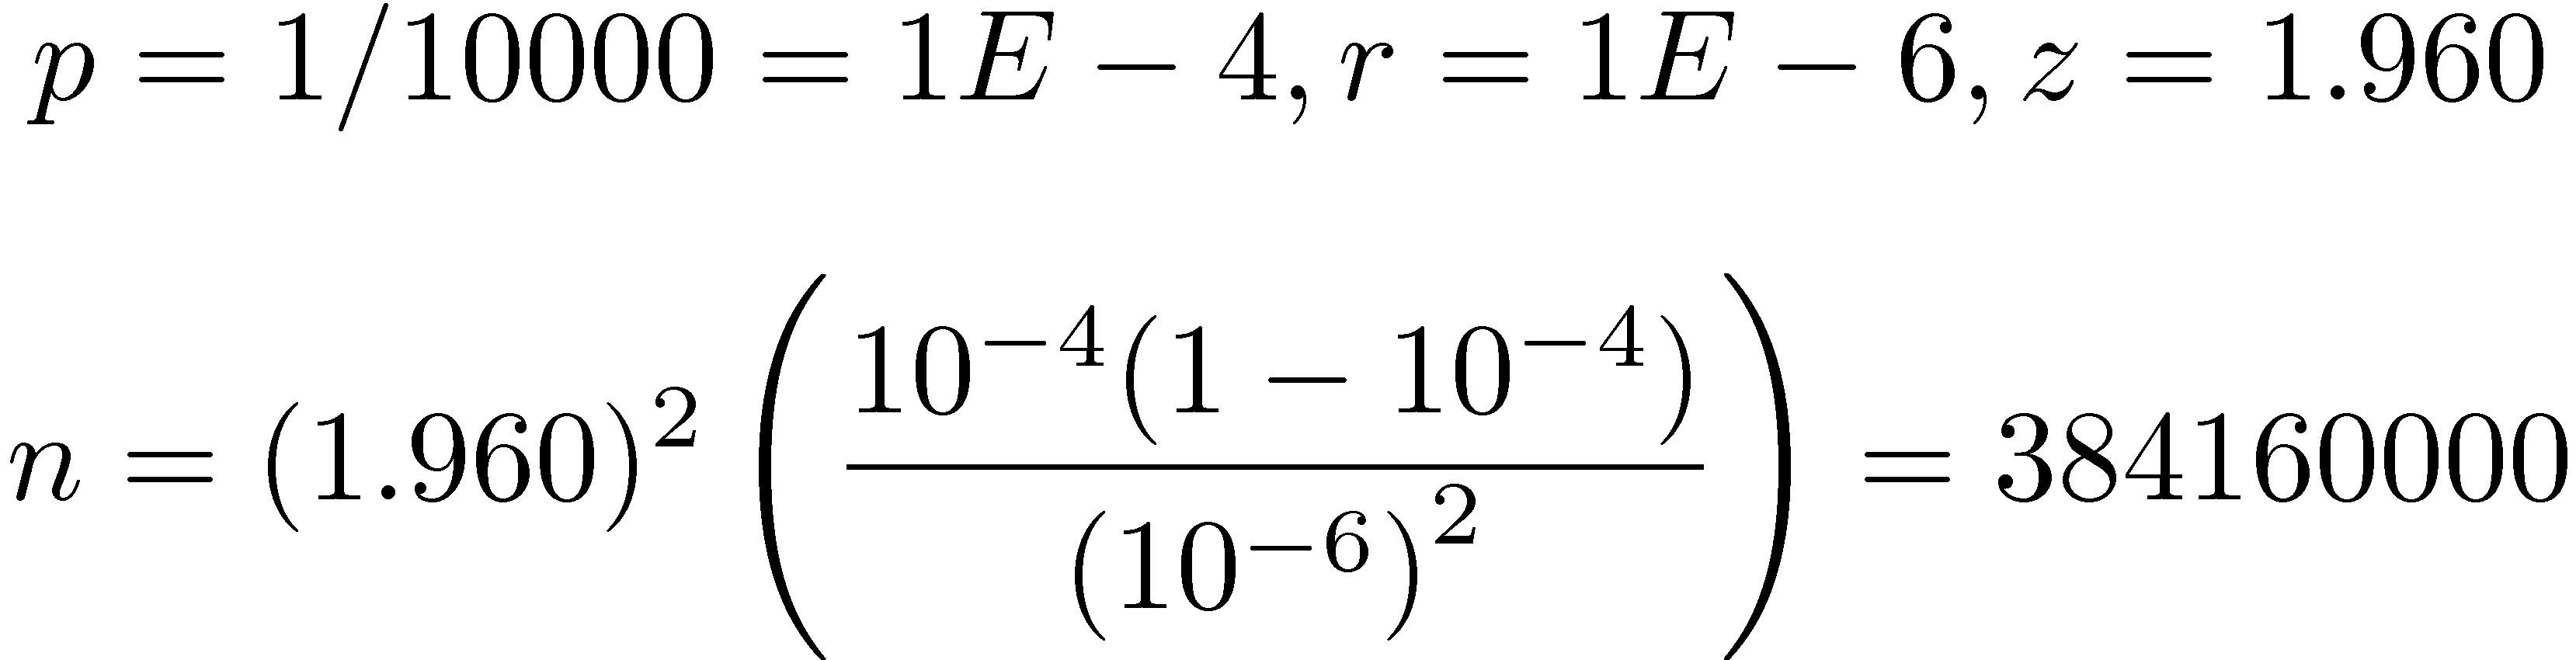 p = 1/10000 = 1E − 4, r = 1E − 6, z = 1.960
n = (1.960)² (10⁻⁴(1 − 10⁻⁴) / (10⁻⁶)²) = 384160000